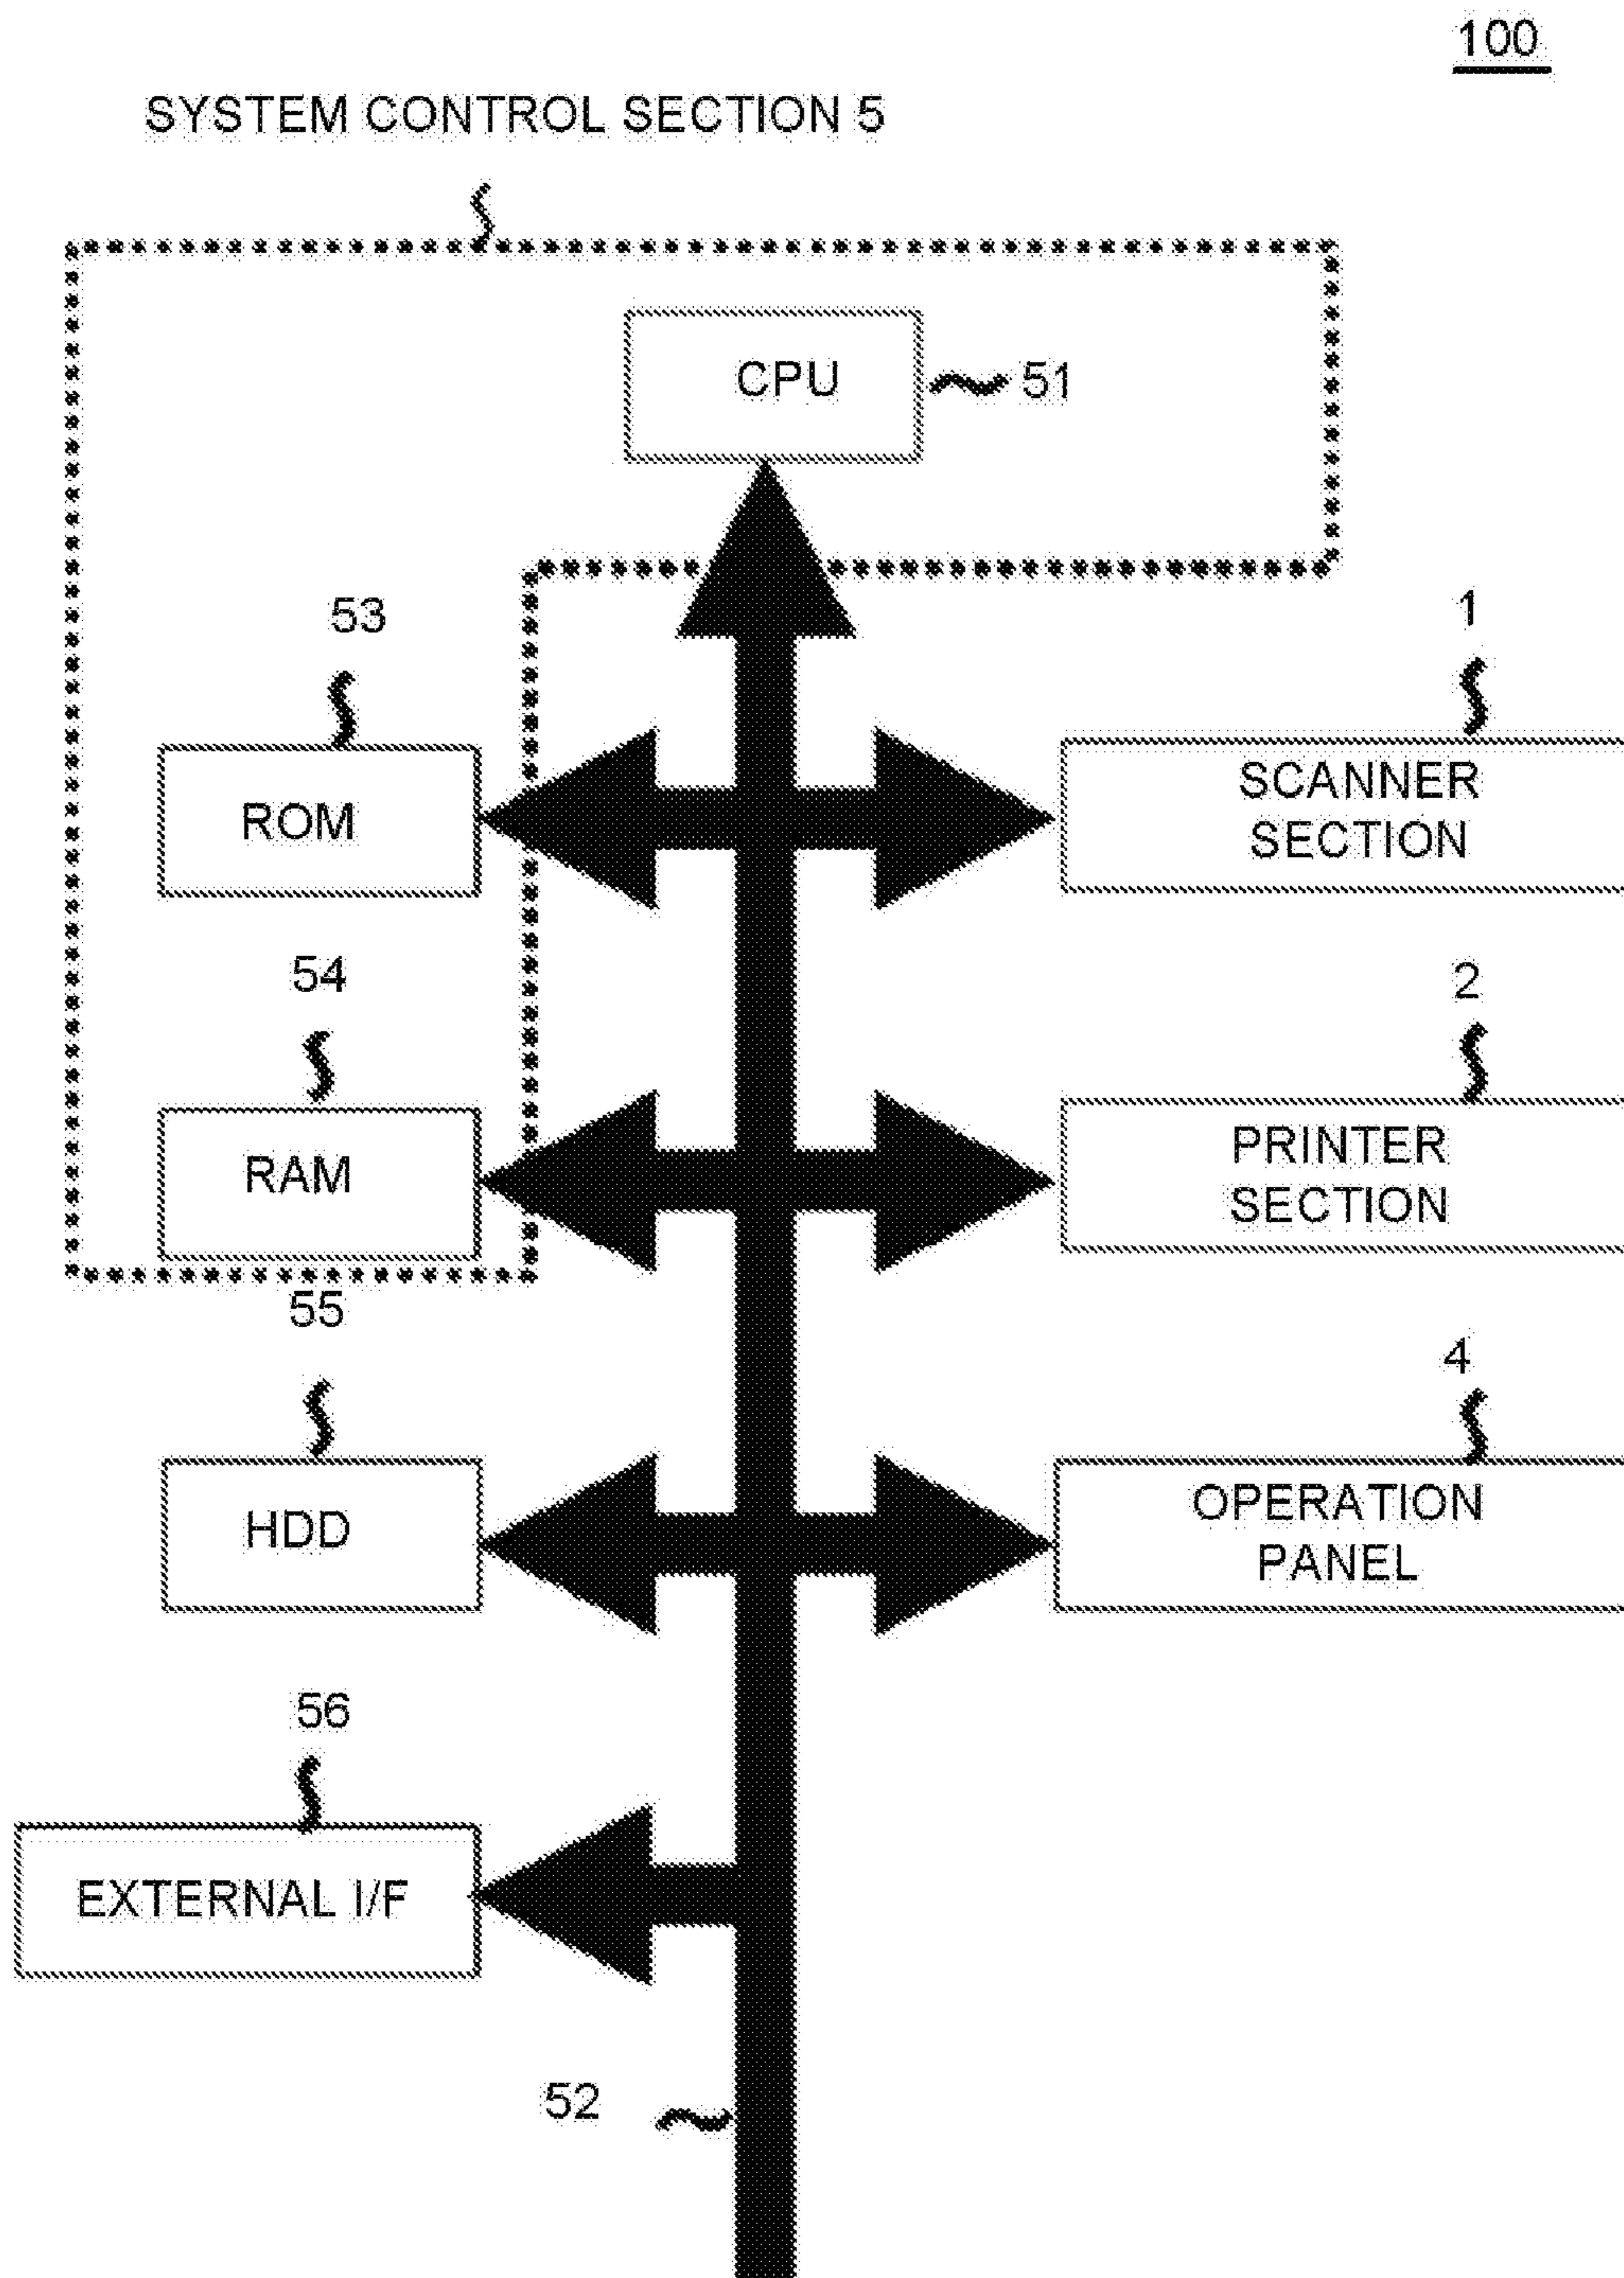 100
SYSTEM CONTROL SECTION 5
CPU
51
53
1
ROM
SCANNER
SECTION
54
2
RAM
PRINTER
SECTION
55
4
HDD
OPERATION
PANEL
56
EXTERNAL I/F
52